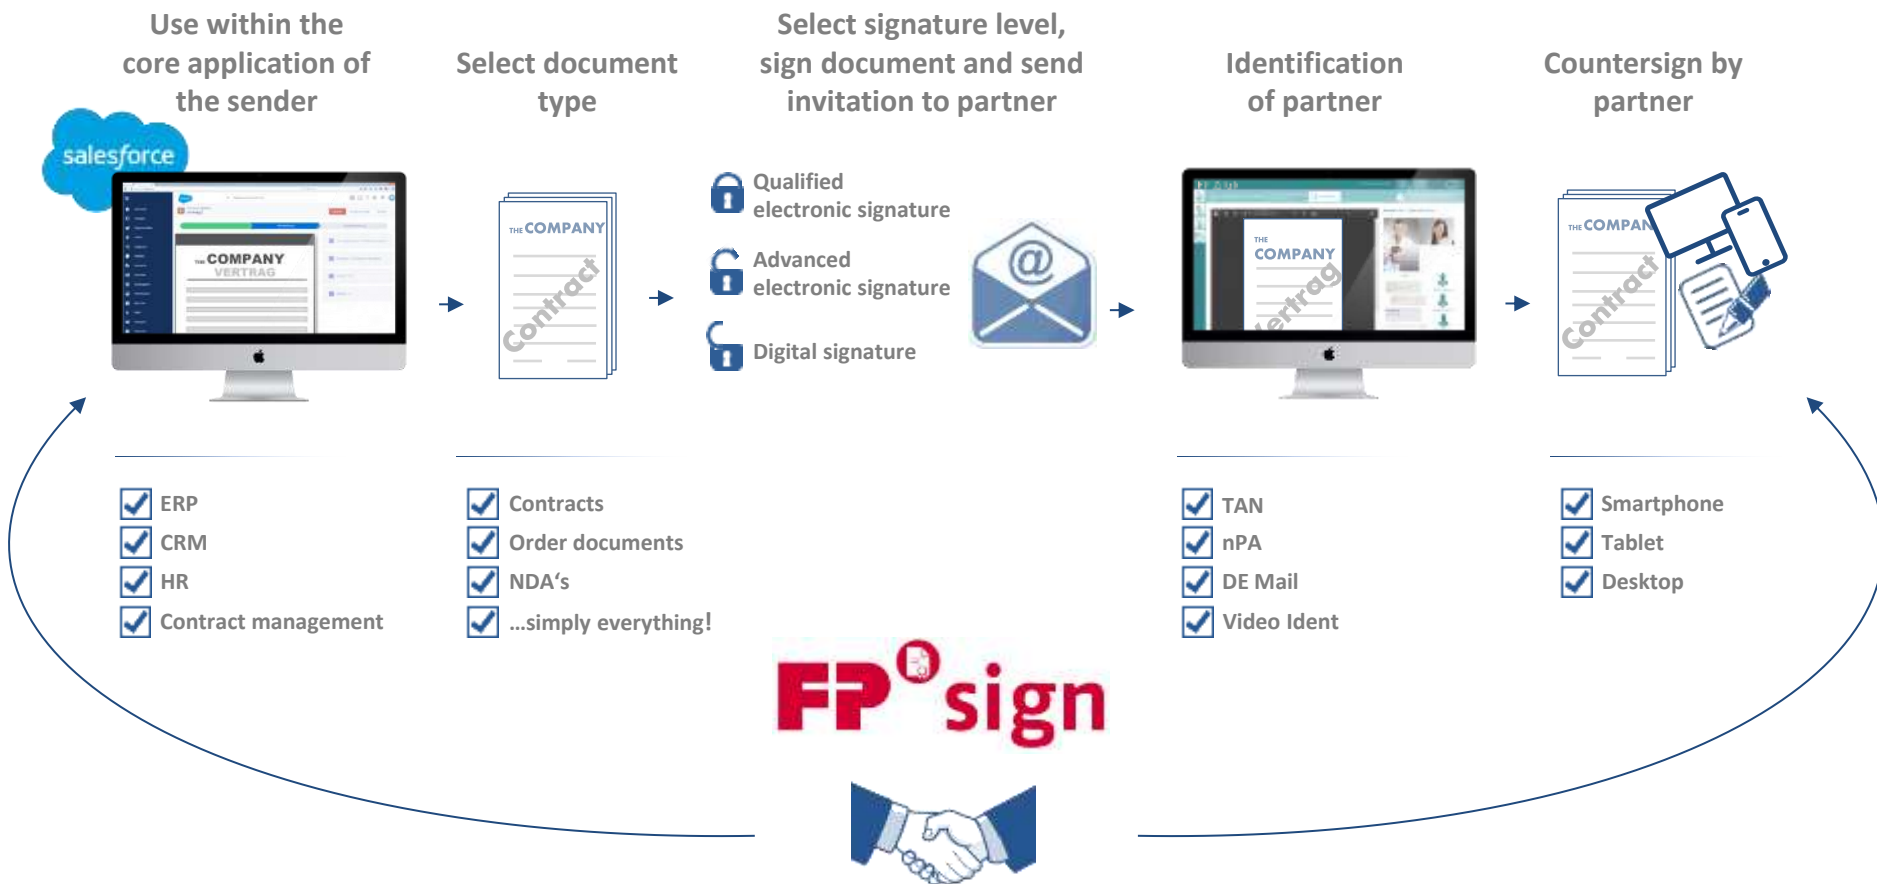 Use within the
core application of
the sender
Select document
type
Select signature level,
sign document and send
invitation to partner
Identification
of partner
Countersign by
partner
salesforce
THE COMPANY
VERTRAG
THE COMPANY
Contract
Qualified
electronic signature
Advanced
electronic signature
Digital signature
@
THE
COMPANY
Vertrag
THE COMPAN
Contract
ERP
CRM
HR
Contract management
Contracts
Order documents
NDA‘s
...simply everything!
TAN
nPA
DE Mail
Video Ident
Smartphone
Tablet
Desktop
FP sign